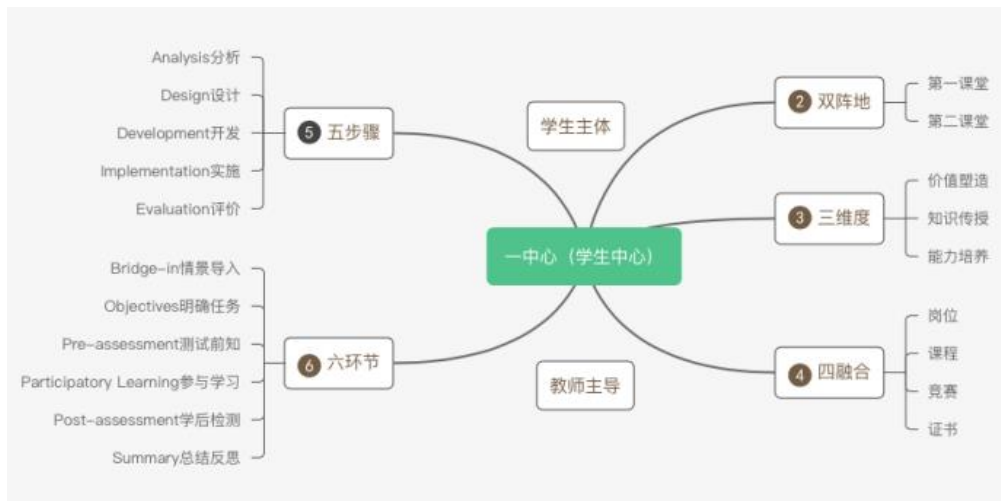 Analysis分析
Design设计
Development开发
Implementation实施
Evaluation评价
5 五步骤
Bridge-in情景导入
Objectives明确任务
Pre-assessment测试前知
Participatory Learning参与学习
Post-assessment学后检测
Summary总结反思
6 六环节
学生主体
一中心（学生中心）
教师主导
2 双阵地
第一课堂
第二课堂
3 三维度
价值塑造
知识传授
能力培养
4 四融合
岗位
课程
竞赛
证书